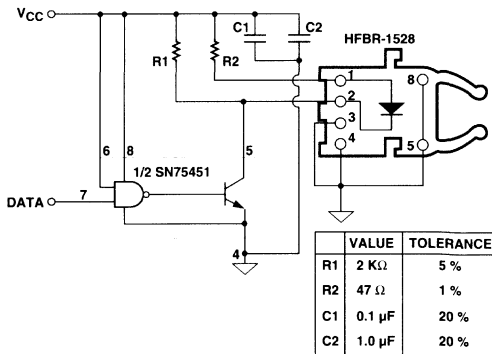 VCC
C1
C2
HFBR-1528
R1
R2
1
8
2
3
4
5
5
6
8
1/2 SN75451
DATA
7
4
VALUE TOLERANCE
R1 2 KΩ 5 %
R2 47 Ω 1 %
C1 0.1 µF 20 %
C2 1.0 µF 20 %